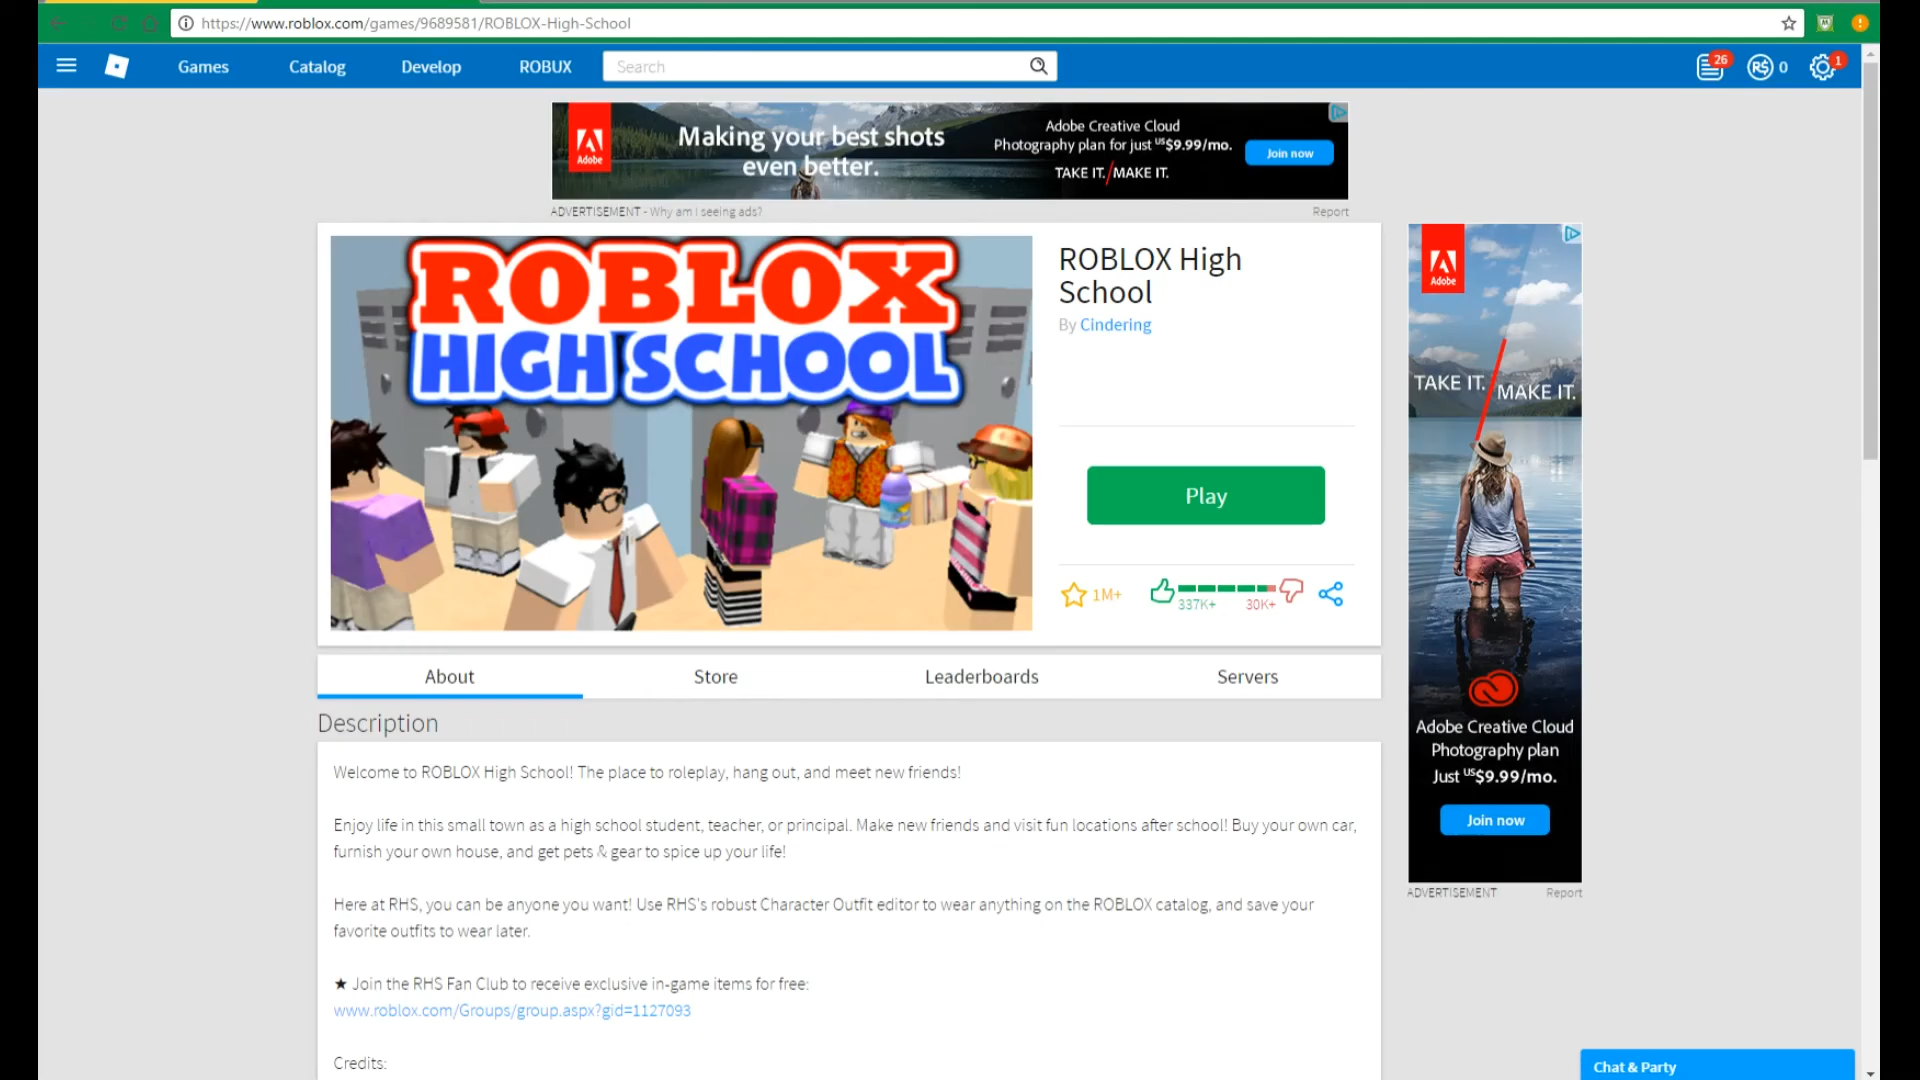 https://www.roblox.com/games/9689581/ROBLOX-High-School
Games
Catalog
Develop
ROBUX
Search
26
R$ 0
1
Adobe
Making your best shots
even better.
Adobe Creative Cloud
Photography plan for just US$9.99/mo.
TAKE IT./MAKE IT.
Join now
ADVERTISEMENT - Why am I seeing ads?
Report
ROBLOX
HIGH SCHOOL
ROBLOX High
School
By Cindering
Play
1M+
337K+
30K+
Adobe
TAKE IT. MAKE IT.
Adobe Creative Cloud
Photography plan
Just US$9.99/mo.
Join now
ADVERTISEMENT
Report
About
Store
Leaderboards
Servers
Description
Welcome to ROBLOX High School! The place to roleplay, hang out, and meet new friends!
Enjoy life in this small town as a high school student, teacher, or principal. Make new friends and visit fun locations after school! Buy your own car,
furnish your own house, and get pets & gear to spice up your life!
Here at RHS, you can be anyone you want! Use RHS's robust Character Outfit editor to wear anything on the ROBLOX catalog, and save your
favorite outfits to wear later.
★ Join the RHS Fan Club to receive exclusive in-game items for free:
www.roblox.com/Groups/group.aspx?gid=1127093
Credits:
Chat & Party